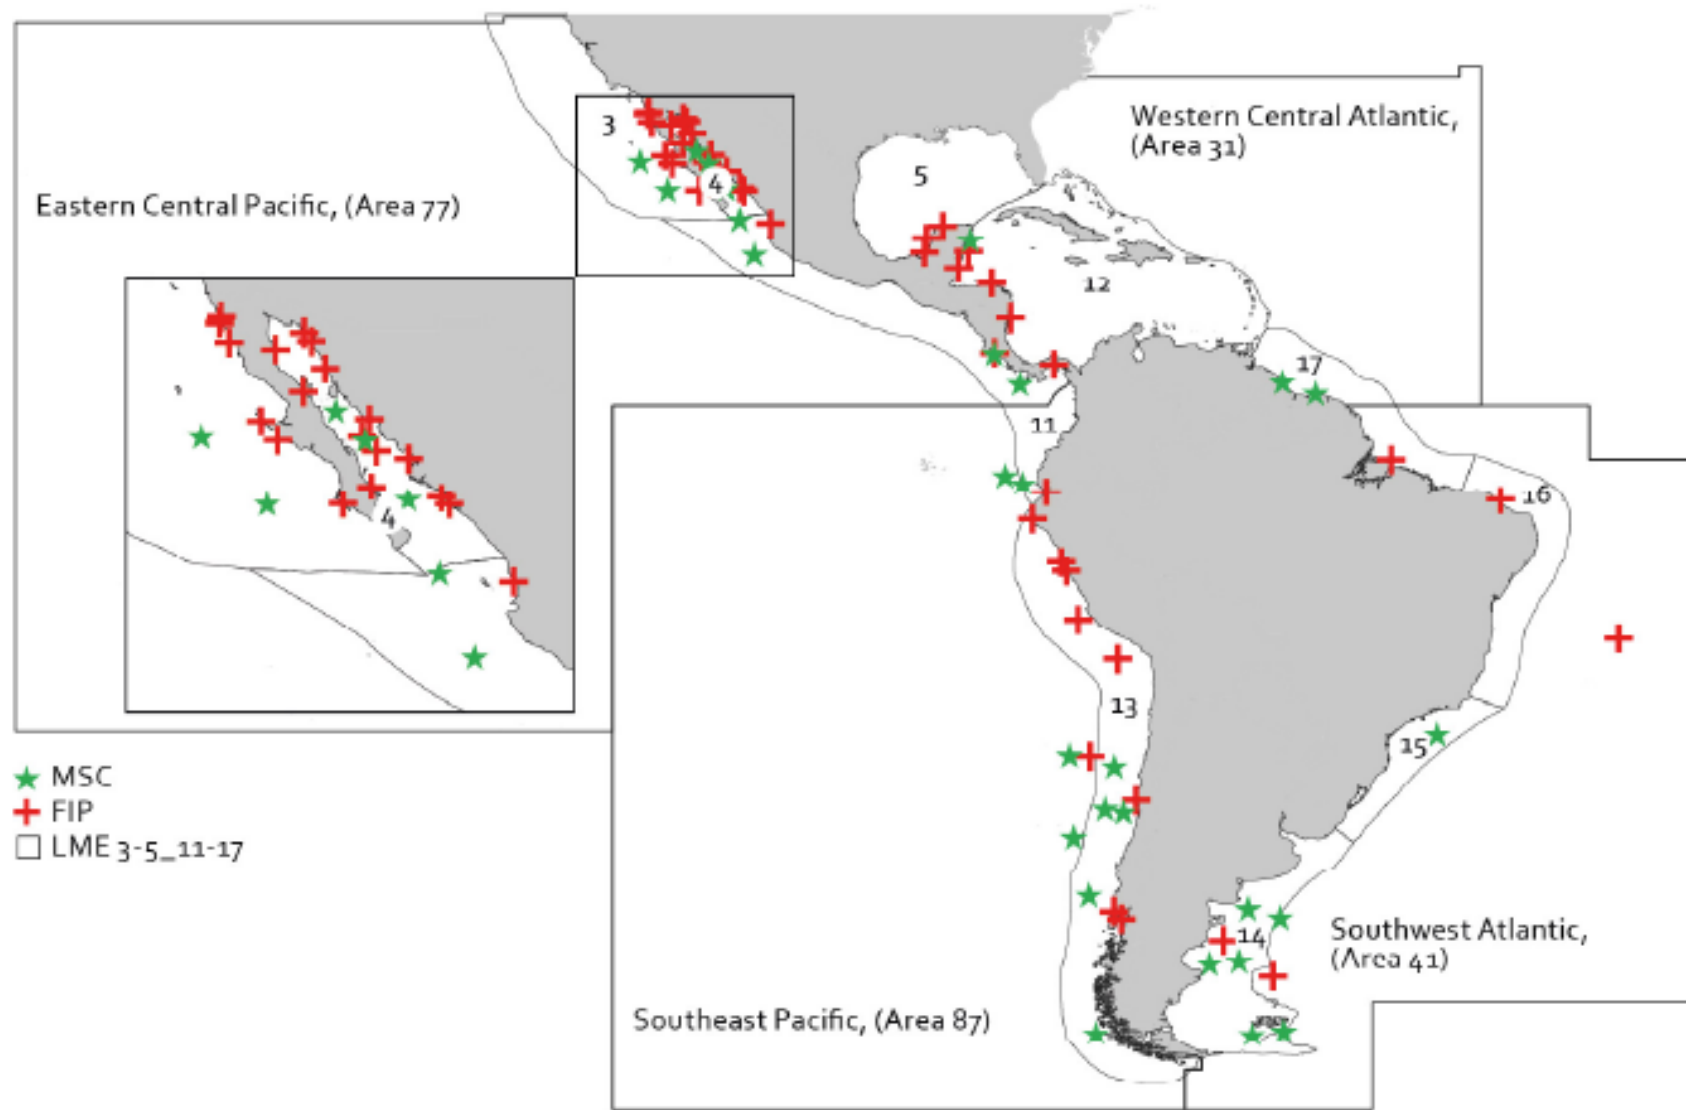 Western Central Atlantic,
(Area 31)
3
5
4
Eastern Central Pacific, (Area 77)
12
17
11
16
4
13
15
MSC
FIP
LME 3-5_11-17
14
Southwest Atlantic,
(Area 41)
Southeast Pacific, (Area 87)